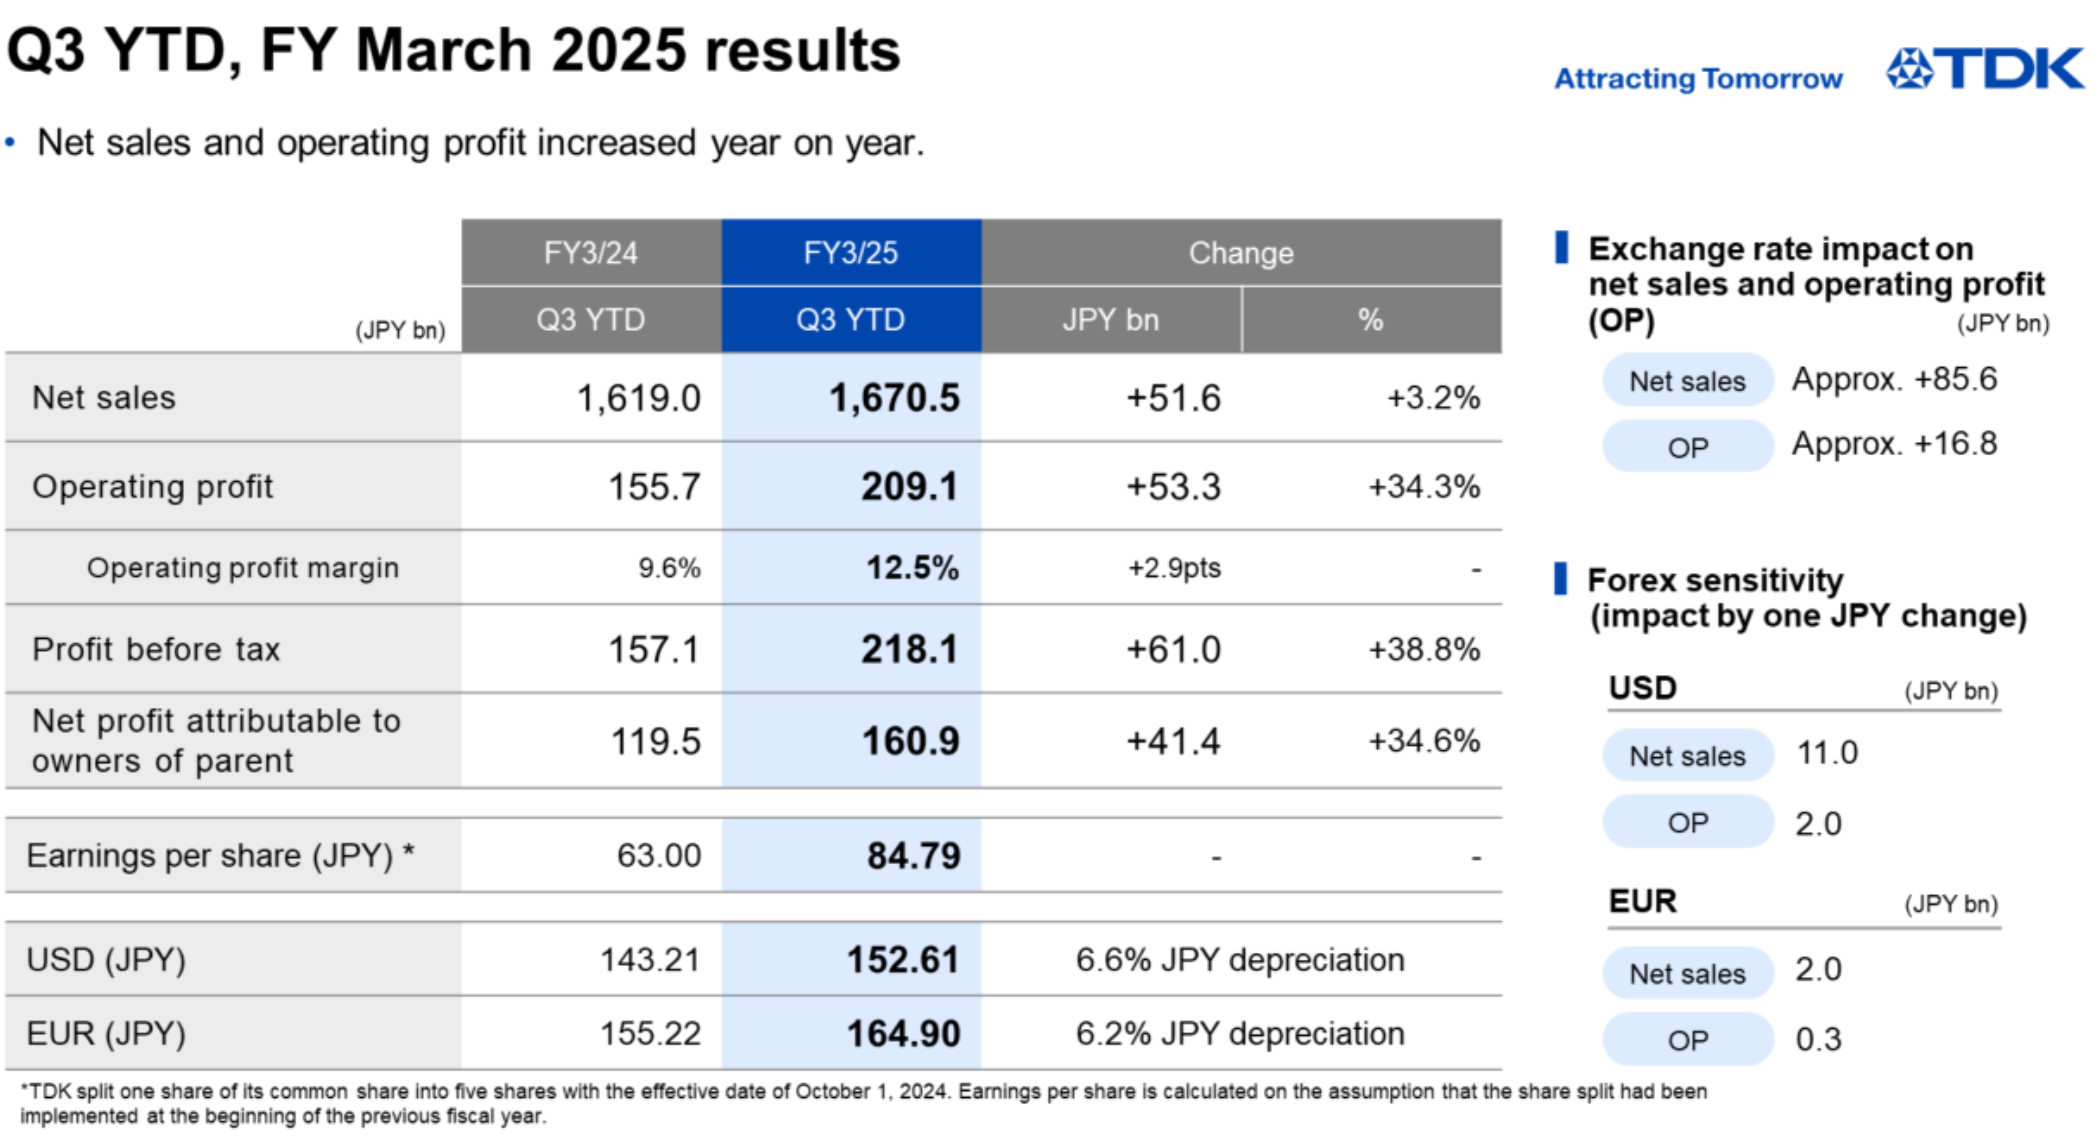 Q3 YTD, FY March 2025 results
Attracting Tomorrow TDK
• Net sales and operating profit increased year on year.
(JPY bn)
FY3/24 FY3/25 Change
Q3 YTD Q3 YTD JPY bn %
Net sales 1,619.0 1,670.5 +51.6 +3.2%
Operating profit 155.7 209.1 +53.3 +34.3%
Operating profit margin 9.6% 12.5% +2.9pts -
Profit before tax 157.1 218.1 +61.0 +38.8%
Net profit attributable to
owners of parent 119.5 160.9 +41.4 +34.6%
Earnings per share (JPY) * 63.00 84.79 - -
USD (JPY) 143.21 152.61 6.6% JPY depreciation
EUR (JPY) 155.22 164.90 6.2% JPY depreciation
Exchange rate impact on
net sales and operating profit
(OP) (JPY bn)
Net sales Approx. +85.6
OP Approx. +16.8
Forex sensitivity
(impact by one JPY change)
USD (JPY bn)
Net sales 11.0
OP 2.0
EUR (JPY bn)
Net sales 2.0
OP 0.3
*TDK split one share of its common share into five shares with the effective date of October 1, 2024. Earnings per share is calculated on the assumption that the share split had been
implemented at the beginning of the previous fiscal year.